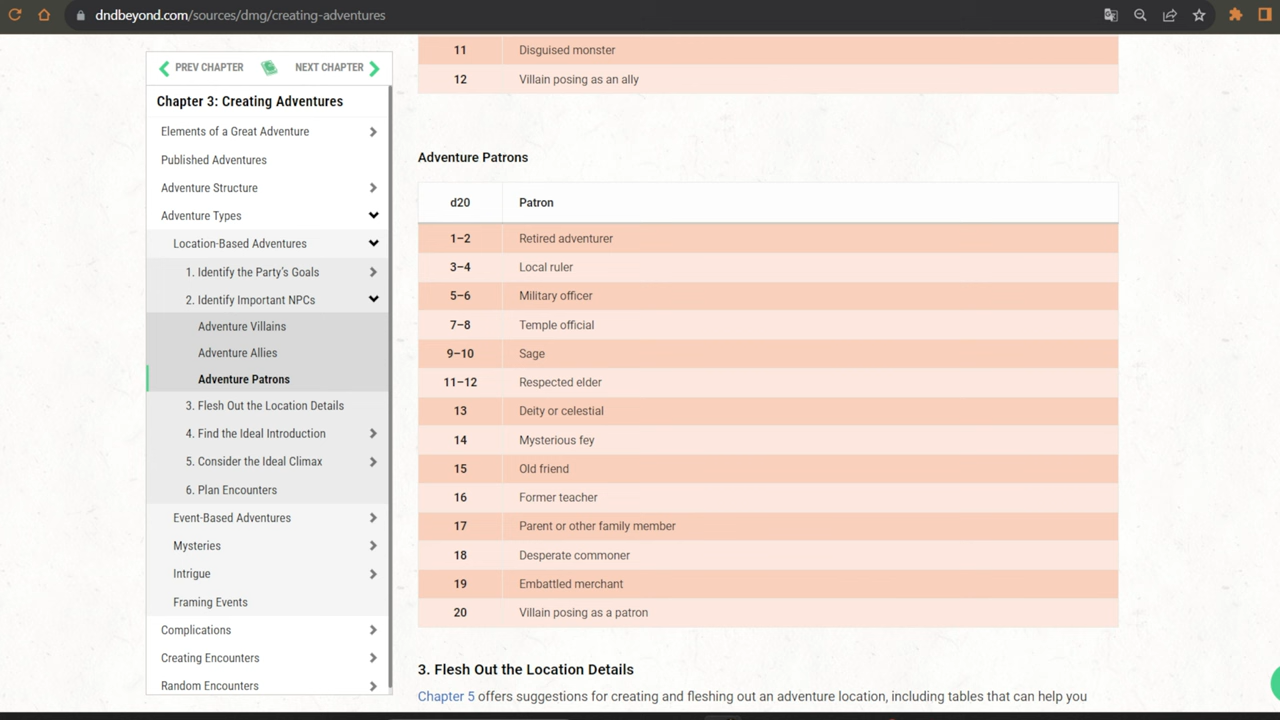 dndbeyond.com/sources/dmg/creating-adventures
PREV CHAPTER
NEXT CHAPTER
Chapter 3: Creating Adventures
Elements of a Great Adventure
Published Adventures
Adventure Structure
Adventure Types
Location-Based Adventures
1. Identify the Party's Goals
2. Identify Important NPCs
Adventure Villains
Adventure Allies
Adventure Patrons
3. Flesh Out the Location Details
4. Find the Ideal Introduction
5. Consider the Ideal Climax
6. Plan Encounters
Event-Based Adventures
Mysteries
Intrigue
Framing Events
Complications
Creating Encounters
Random Encounters
11 Disguised monster
12 Villain posing as an ally
Adventure Patrons
d20 Patron
1–2 Retired adventurer
3–4 Local ruler
5–6 Military officer
7–8 Temple official
9–10 Sage
11–12 Respected elder
13 Deity or celestial
14 Mysterious fey
15 Old friend
16 Former teacher
17 Parent or other family member
18 Desperate commoner
19 Embattled merchant
20 Villain posing as a patron
3. Flesh Out the Location Details
Chapter 5 offers suggestions for creating and fleshing out an adventure location, including tables that can help you